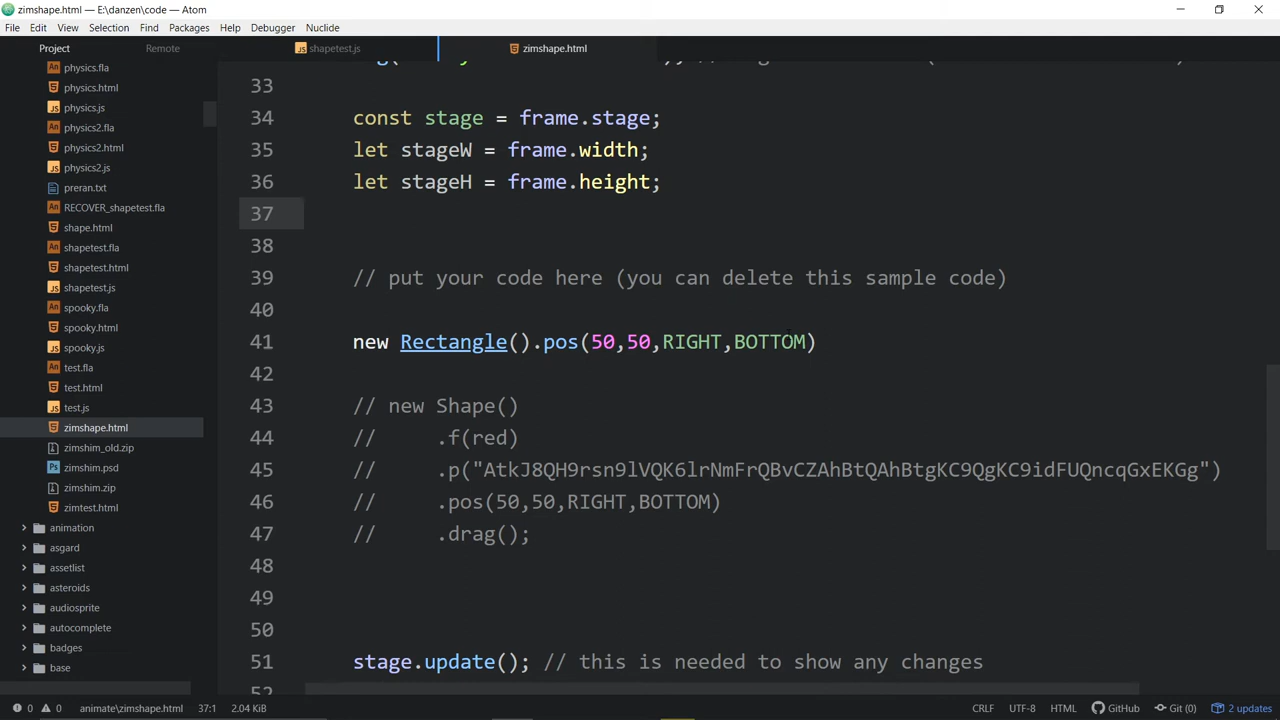 zimshape.html — E:\danzen\code — Atom
File Edit View Selection Find Packages Help Debugger Nuclide
Project Remote
shapetest.js
zimshape.html
physics.fla
physics.html
physics.js
physics2.fla
physics2.html
physics2.js
preran.txt
RECOVER_shapetest.fla
shape.html
shapetest.fla
shapetest.html
shapetest.js
spooky.fla
spooky.html
spooky.js
test.fla
test.html
test.js
zimshape.html
zimshim_old.zip
zimshim.psd
zimshim.zip
zimtest.html
animation
asgard
assetlist
asteroids
audiosprite
autocomplete
badges
base
33
34 const stage = frame.stage;
35 let stageW = frame.width;
36 let stageH = frame.height;
37
38
39 // put your code here (you can delete this sample code)
40
41 new Rectangle().pos(50,50,RIGHT,BOTTOM)
42
43 // new Shape()
44 // .f(red)
45 // .p("AtkJ8QH9rsn9lVQK6lrNmFrQBvCZAhBtQAhBtgKC9QgKC9idFUQncqGxEKGg")
46 // .pos(50,50,RIGHT,BOTTOM)
47 // .drag();
48
49
50
51 stage.update(); // this is needed to show any changes
52
0 0 animate\zimshape.html 37:1 2.04 KiB CRLF UTF-8 HTML GitHub Git (0) 2 updates